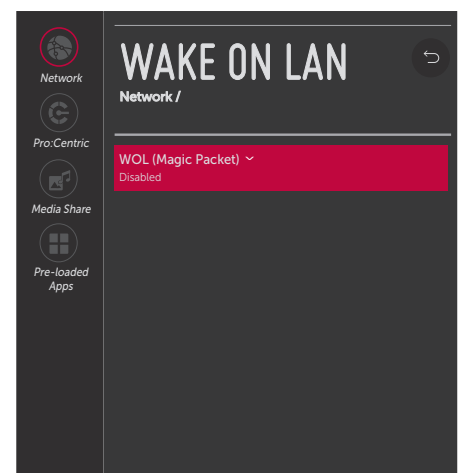 Network
Pro:Centric
Media Share
Pre-loaded
Apps
WAKE ON LAN
Network /
WOL (Magic Packet)
Disabled